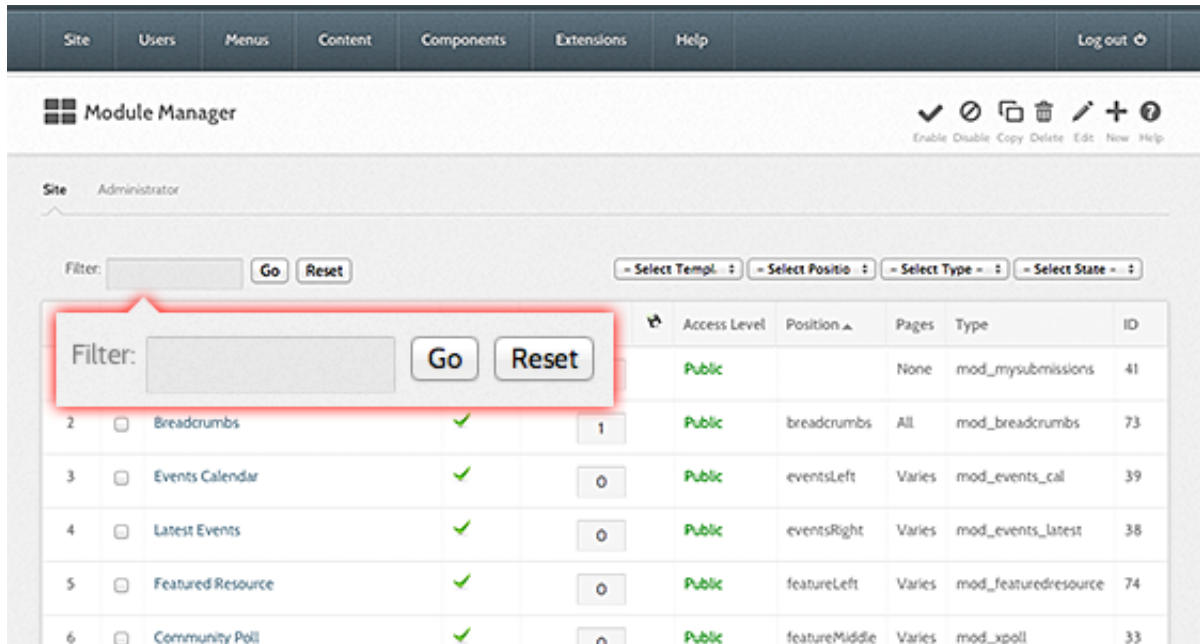 Site Users Menus Content Components Extensions Help Log out
Module Manager
Enable Disable Copy Delete Edit New Help
Site Administrator
Filter: Go Reset - Select Templ. - Select Positio - Select Type - - Select State -
Access Level Position Pages Type ID
Filter: Go Reset
Public None mod_mysubmissions 41
2 Breadcrumbs 1 Public breadcrumbs All mod_breadcrumbs 73
3 Events Calendar 0 Public eventsLeft Varies mod_events_cal 39
4 Latest Events 0 Public eventsRight Varies mod_events_latest 38
5 Featured Resource 0 Public featureLeft Varies mod_featuredresource 74
6 Community Poll 0 Public featureMiddle Varies mod_xpoll 33